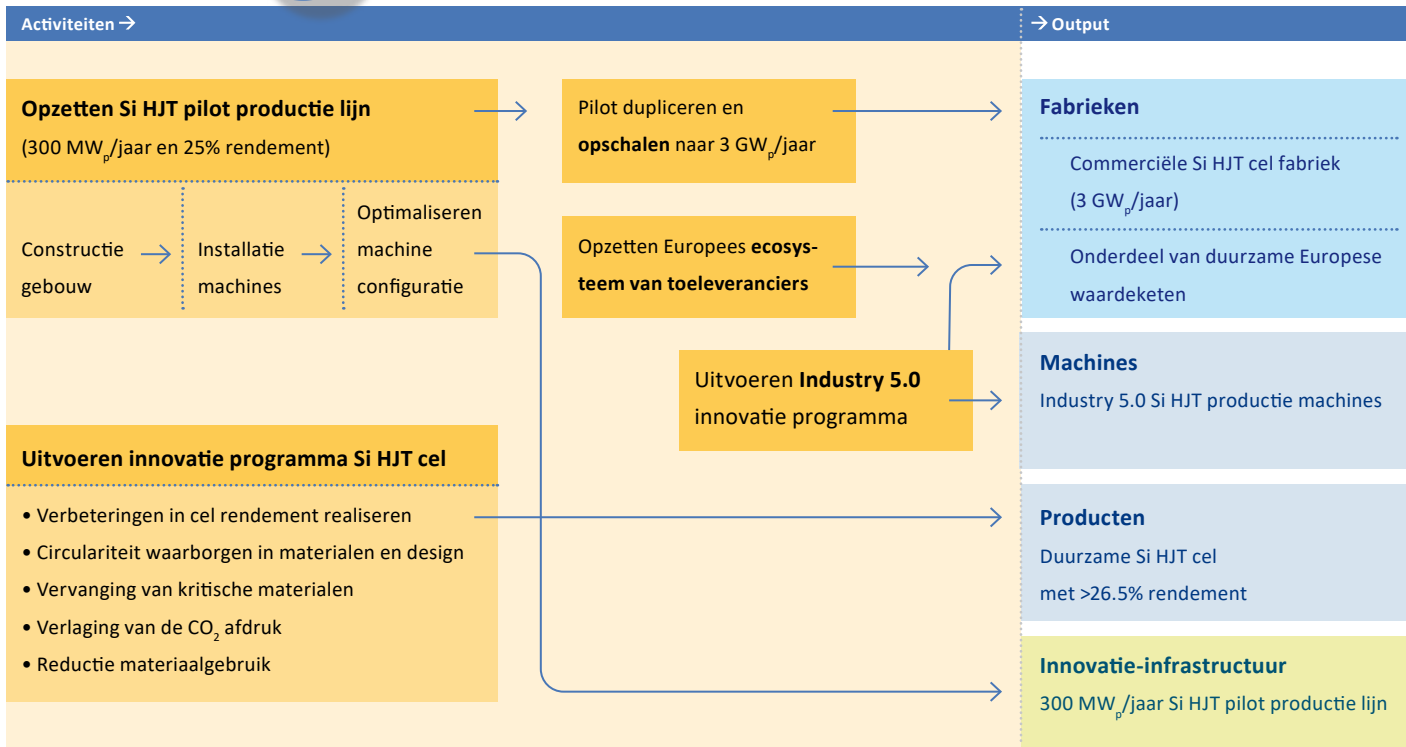 Activiteiten →
→ Output
Opzetten Si HJT pilot productie lijn
(300 MWp/jaar en 25% rendement)
Constructie
gebouw
Installatie
machines
Optimaliseren
machine
configuratie
Pilot dupliceren en
opschalen naar 3 GWp/jaar
Opzetten Europees ecosys-
teem van toeleveranciers
Uitvoeren Industry 5.0
innovatie programma
Uitvoeren innovatie programma Si HJT cel
• Verbeteringen in cel rendement realiseren
• Circulariteit waarborgen in materialen en design
• Vervanging van kritische materialen
• Verlaging van de CO2 afdruk
• Reductie materiaalgebruik
Fabrieken
Commerciële Si HJT cel fabriek
(3 GWp/jaar)
Onderdeel van duurzame Europese
waardeketen
Machines
Industry 5.0 Si HJT productie machines
Producten
Duurzame Si HJT cel
met >26.5% rendement
Innovatie-infrastructuur
300 MWp/jaar Si HJT pilot productie lijn